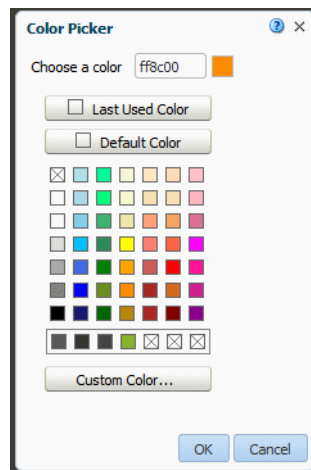 Color Picker
Choose a color ff8c00
Last Used Color
Default Color
Custom Color...
OK Cancel